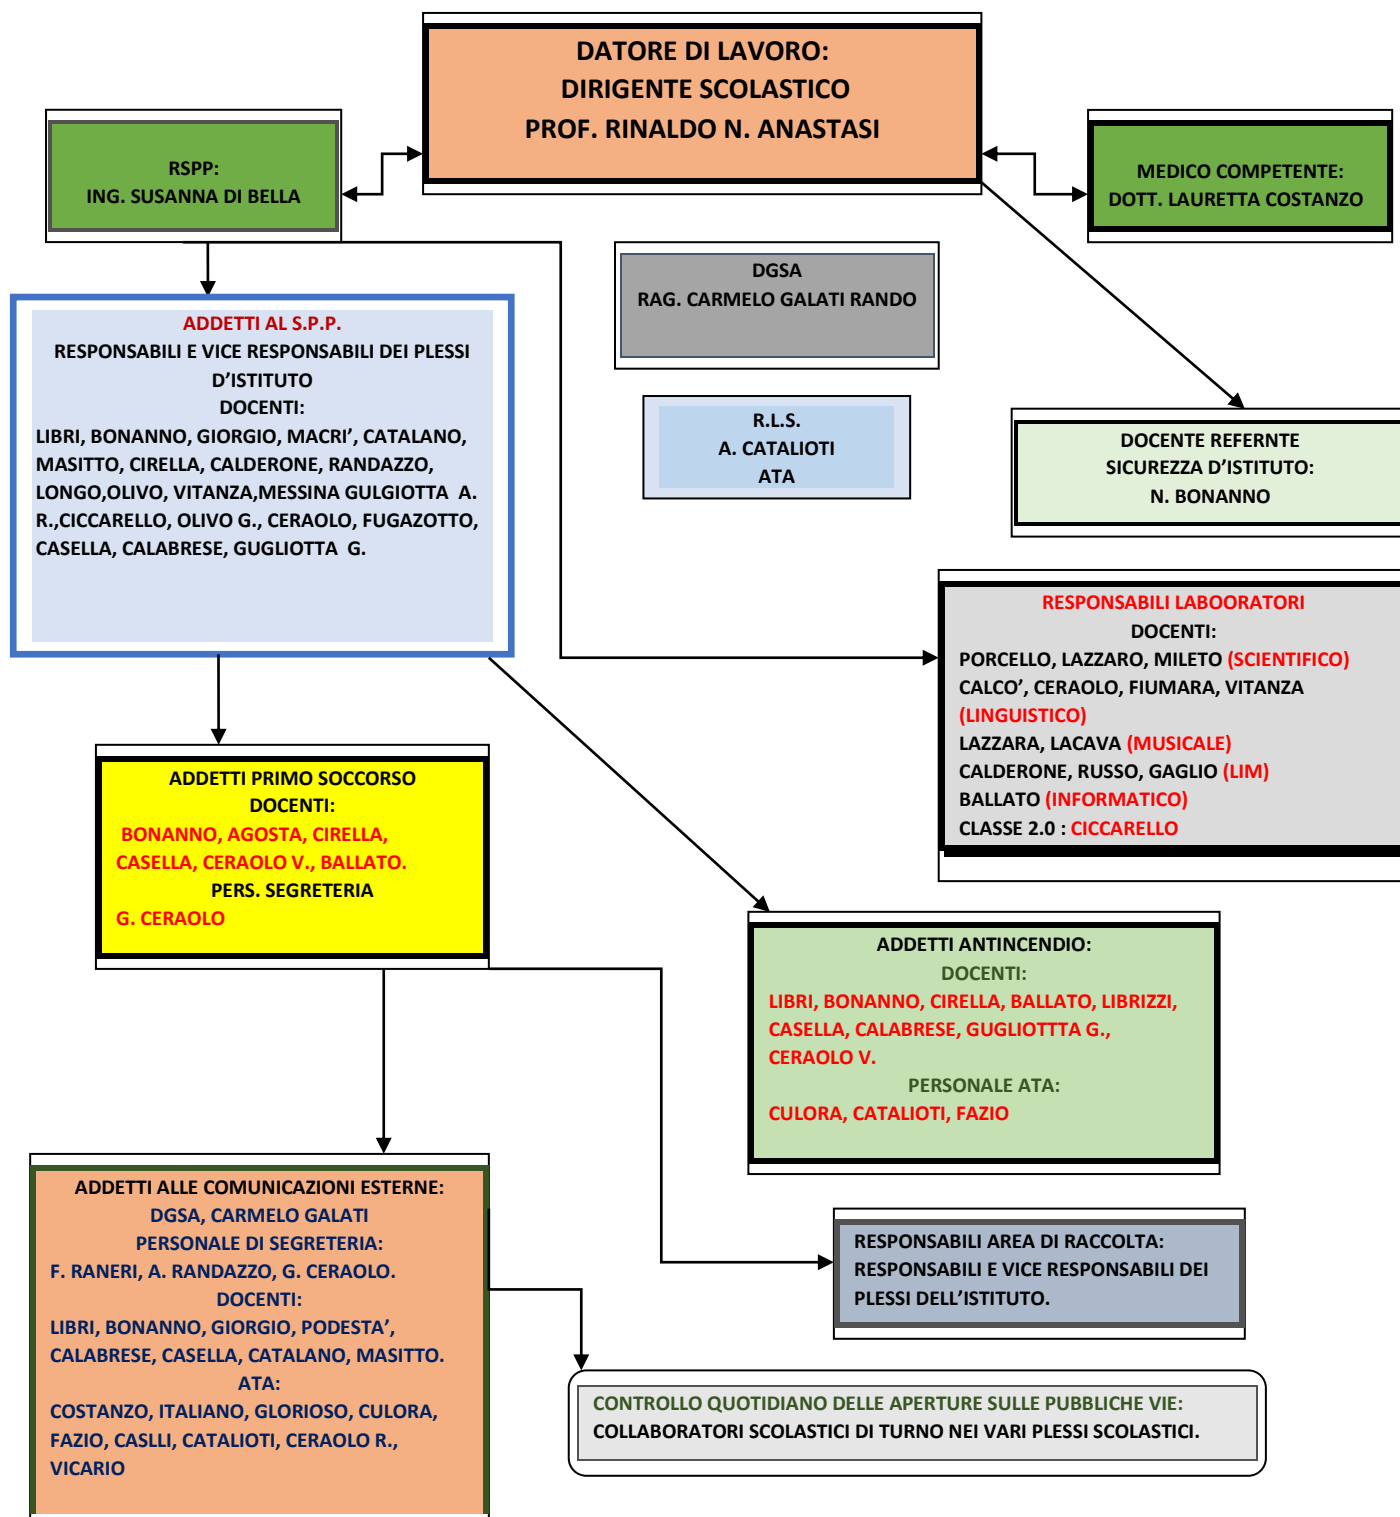 DATORE DI LAVORO:
DIRIGENTE SCOLASTICO
PROF. RINALDO N. ANASTASI
RSPP:
ING. SUSANNA DI BELLA
MEDICO COMPETENTE:
DOTT. LAURETTA COSTANZO
DGSA
RAG. CARMELO GALATI RANDO
ADDETTI AL S.P.P.
RESPONSABILI E VICE RESPONSABILI DEI PLESSI
D’ISTITUTO
DOCENTI:
LIBRI, BONANNO, GIORGIO, MACRI’, CATALANO,
MASITTO, CIRELLA, CALDERONE, RANDAZZO,
LONGO,OLIVO, VITANZA,MESSINA GULGIOTTA  A.
R.,CICCARELLO, OLIVO G., CERAOLO, FUGAZOTTO,
CASELLA, CALABRESE, GUGLIOTTA  G.
R.L.S.
A. CATALIOTI
ATA
DOCENTE REFERNTE
SICUREZZA D’ISTITUTO:
N. BONANNO
RESPONSABILI LABOORATORI
DOCENTI:
PORCELLO, LAZZARO, MILETO (SCIENTIFICO)
CALCO’, CERAOLO, FIUMARA, VITANZA
(LINGUISTICO)
LAZZARA, LACAVA (MUSICALE)
CALDERONE, RUSSO, GAGLIO (LIM)
BALLATO (INFORMATICO)
CLASSE 2.0 : CICCARELLO
ADDETTI PRIMO SOCCORSO
DOCENTI:
BONANNO, AGOSTA, CIRELLA,
CASELLA, CERAOLO V., BALLATO.
PERS. SEGRETERIA
G. CERAOLO
ADDETTI ANTINCENDIO:
DOCENTI:
LIBRI, BONANNO, CIRELLA, BALLATO, LIBRIZZI,
CASELLA, CALABRESE, GUGLIOTTTA G.,
CERAOLO V.
PERSONALE ATA:
CULORA, CATALIOTI, FAZIO
ADDETTI ALLE COMUNICAZIONI ESTERNE:
DGSA, CARMELO GALATI
PERSONALE DI SEGRETERIA:
F. RANERI, A. RANDAZZO, G. CERAOLO.
DOCENTI:
LIBRI, BONANNO, GIORGIO, PODESTA’,
CALABRESE, CASELLA, CATALANO, MASITTO.
ATA:
COSTANZO, ITALIANO, GLORIOSO, CULORA,
FAZIO, CASLLI, CATALIOTI, CERAOLO R.,
VICARIO
RESPONSABILI AREA DI RACCOLTA:
RESPONSABILI E VICE RESPONSABILI DEI
PLESSI DELL’ISTITUTO.
CONTROLLO QUOTIDIANO DELLE APERTURE SULLE PUBBLICHE VIE:
COLLABORATORI SCOLASTICI DI TURNO NEI VARI PLESSI SCOLASTICI.